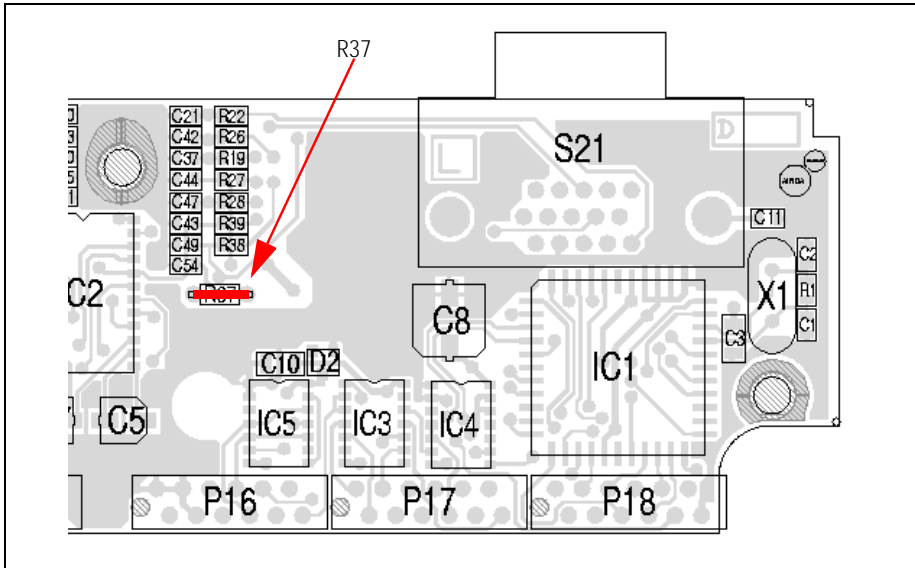 R37
C21 R22
C42 R26
C37 R19
C44 R27
C47 R28
C43 R39
C49 R38
C54
S21
D
L
C11
C2
R1
C1
X1
C2
C8
C3
IC1
C10 D2
C5
IC5
IC3
IC4
P16
P17
P18